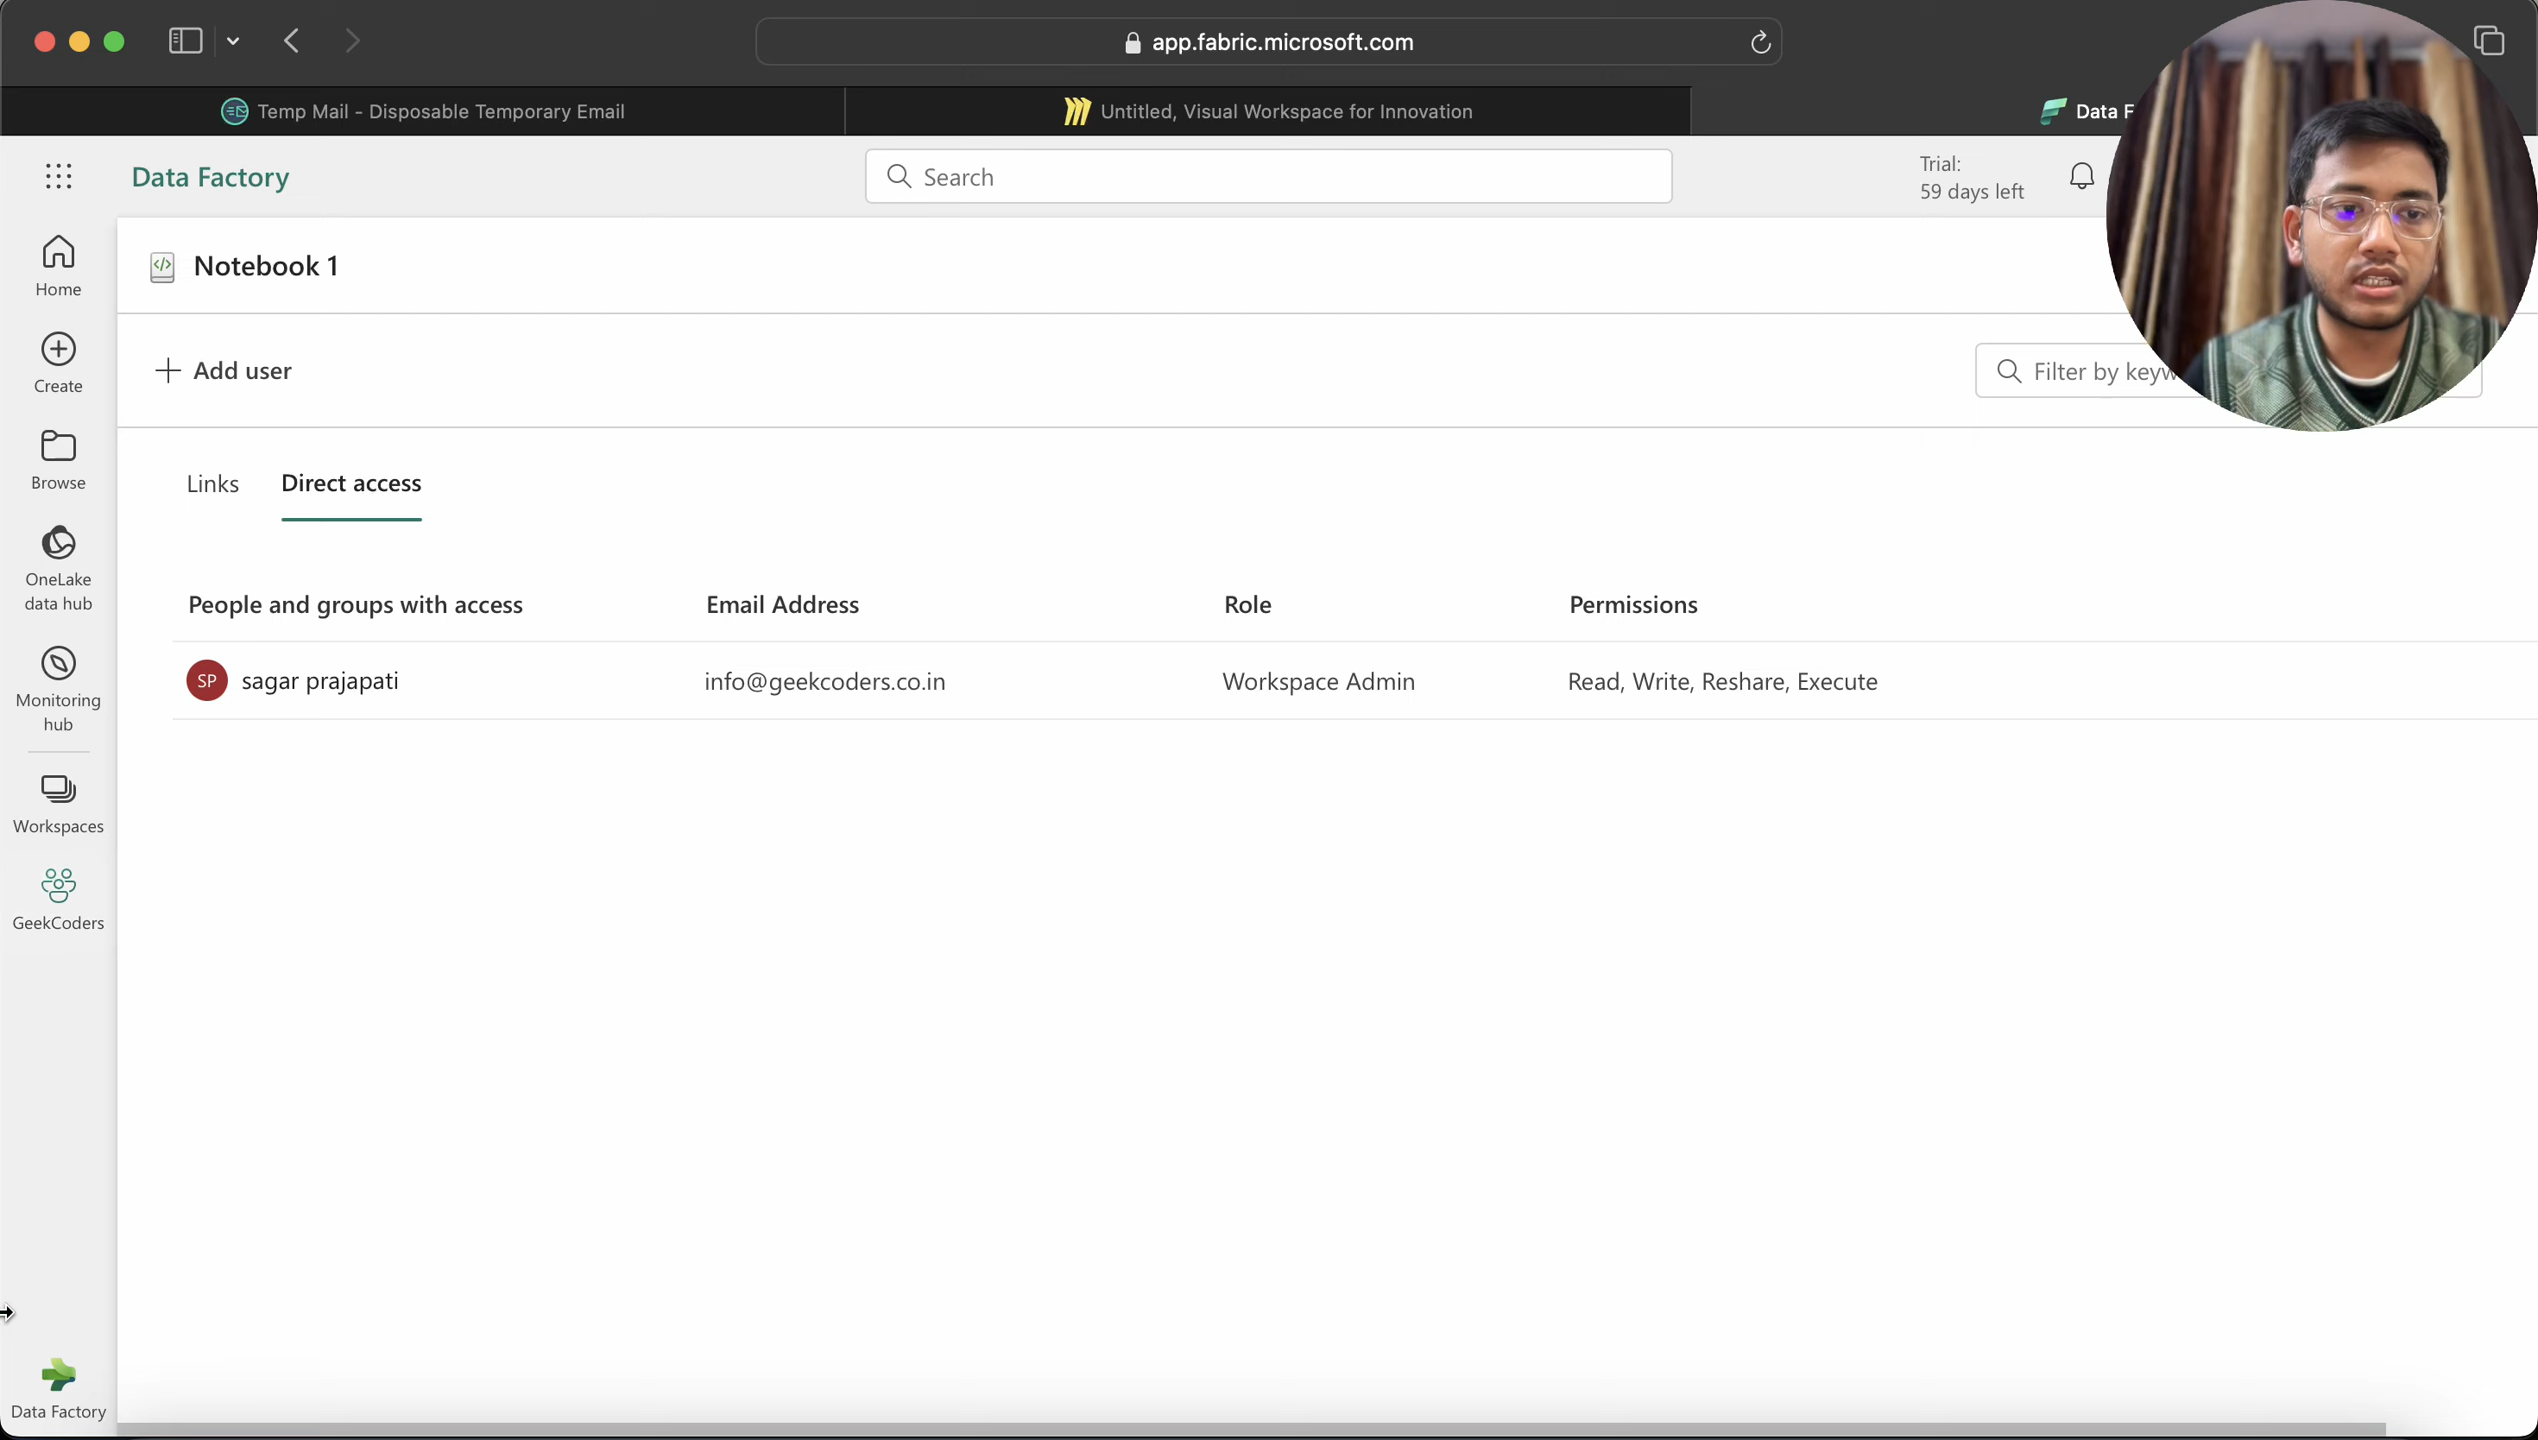 app.fabric.microsoft.com
Temp Mail - Disposable Temporary Email
Untitled, Visual Workspace for Innovation
Data F
Data Factory
Search
Trial:
59 days left
Home
Create
Browse
OneLake
data hub
Monitoring
hub
Workspaces
GeekCoders
Data Factory
Notebook 1
Add user
Filter by keyw
Links
Direct access
People and groups with access
Email Address
Role
Permissions
SP
sagar prajapati
info@geekcoders.co.in
Workspace Admin
Read, Write, Reshare, Execute